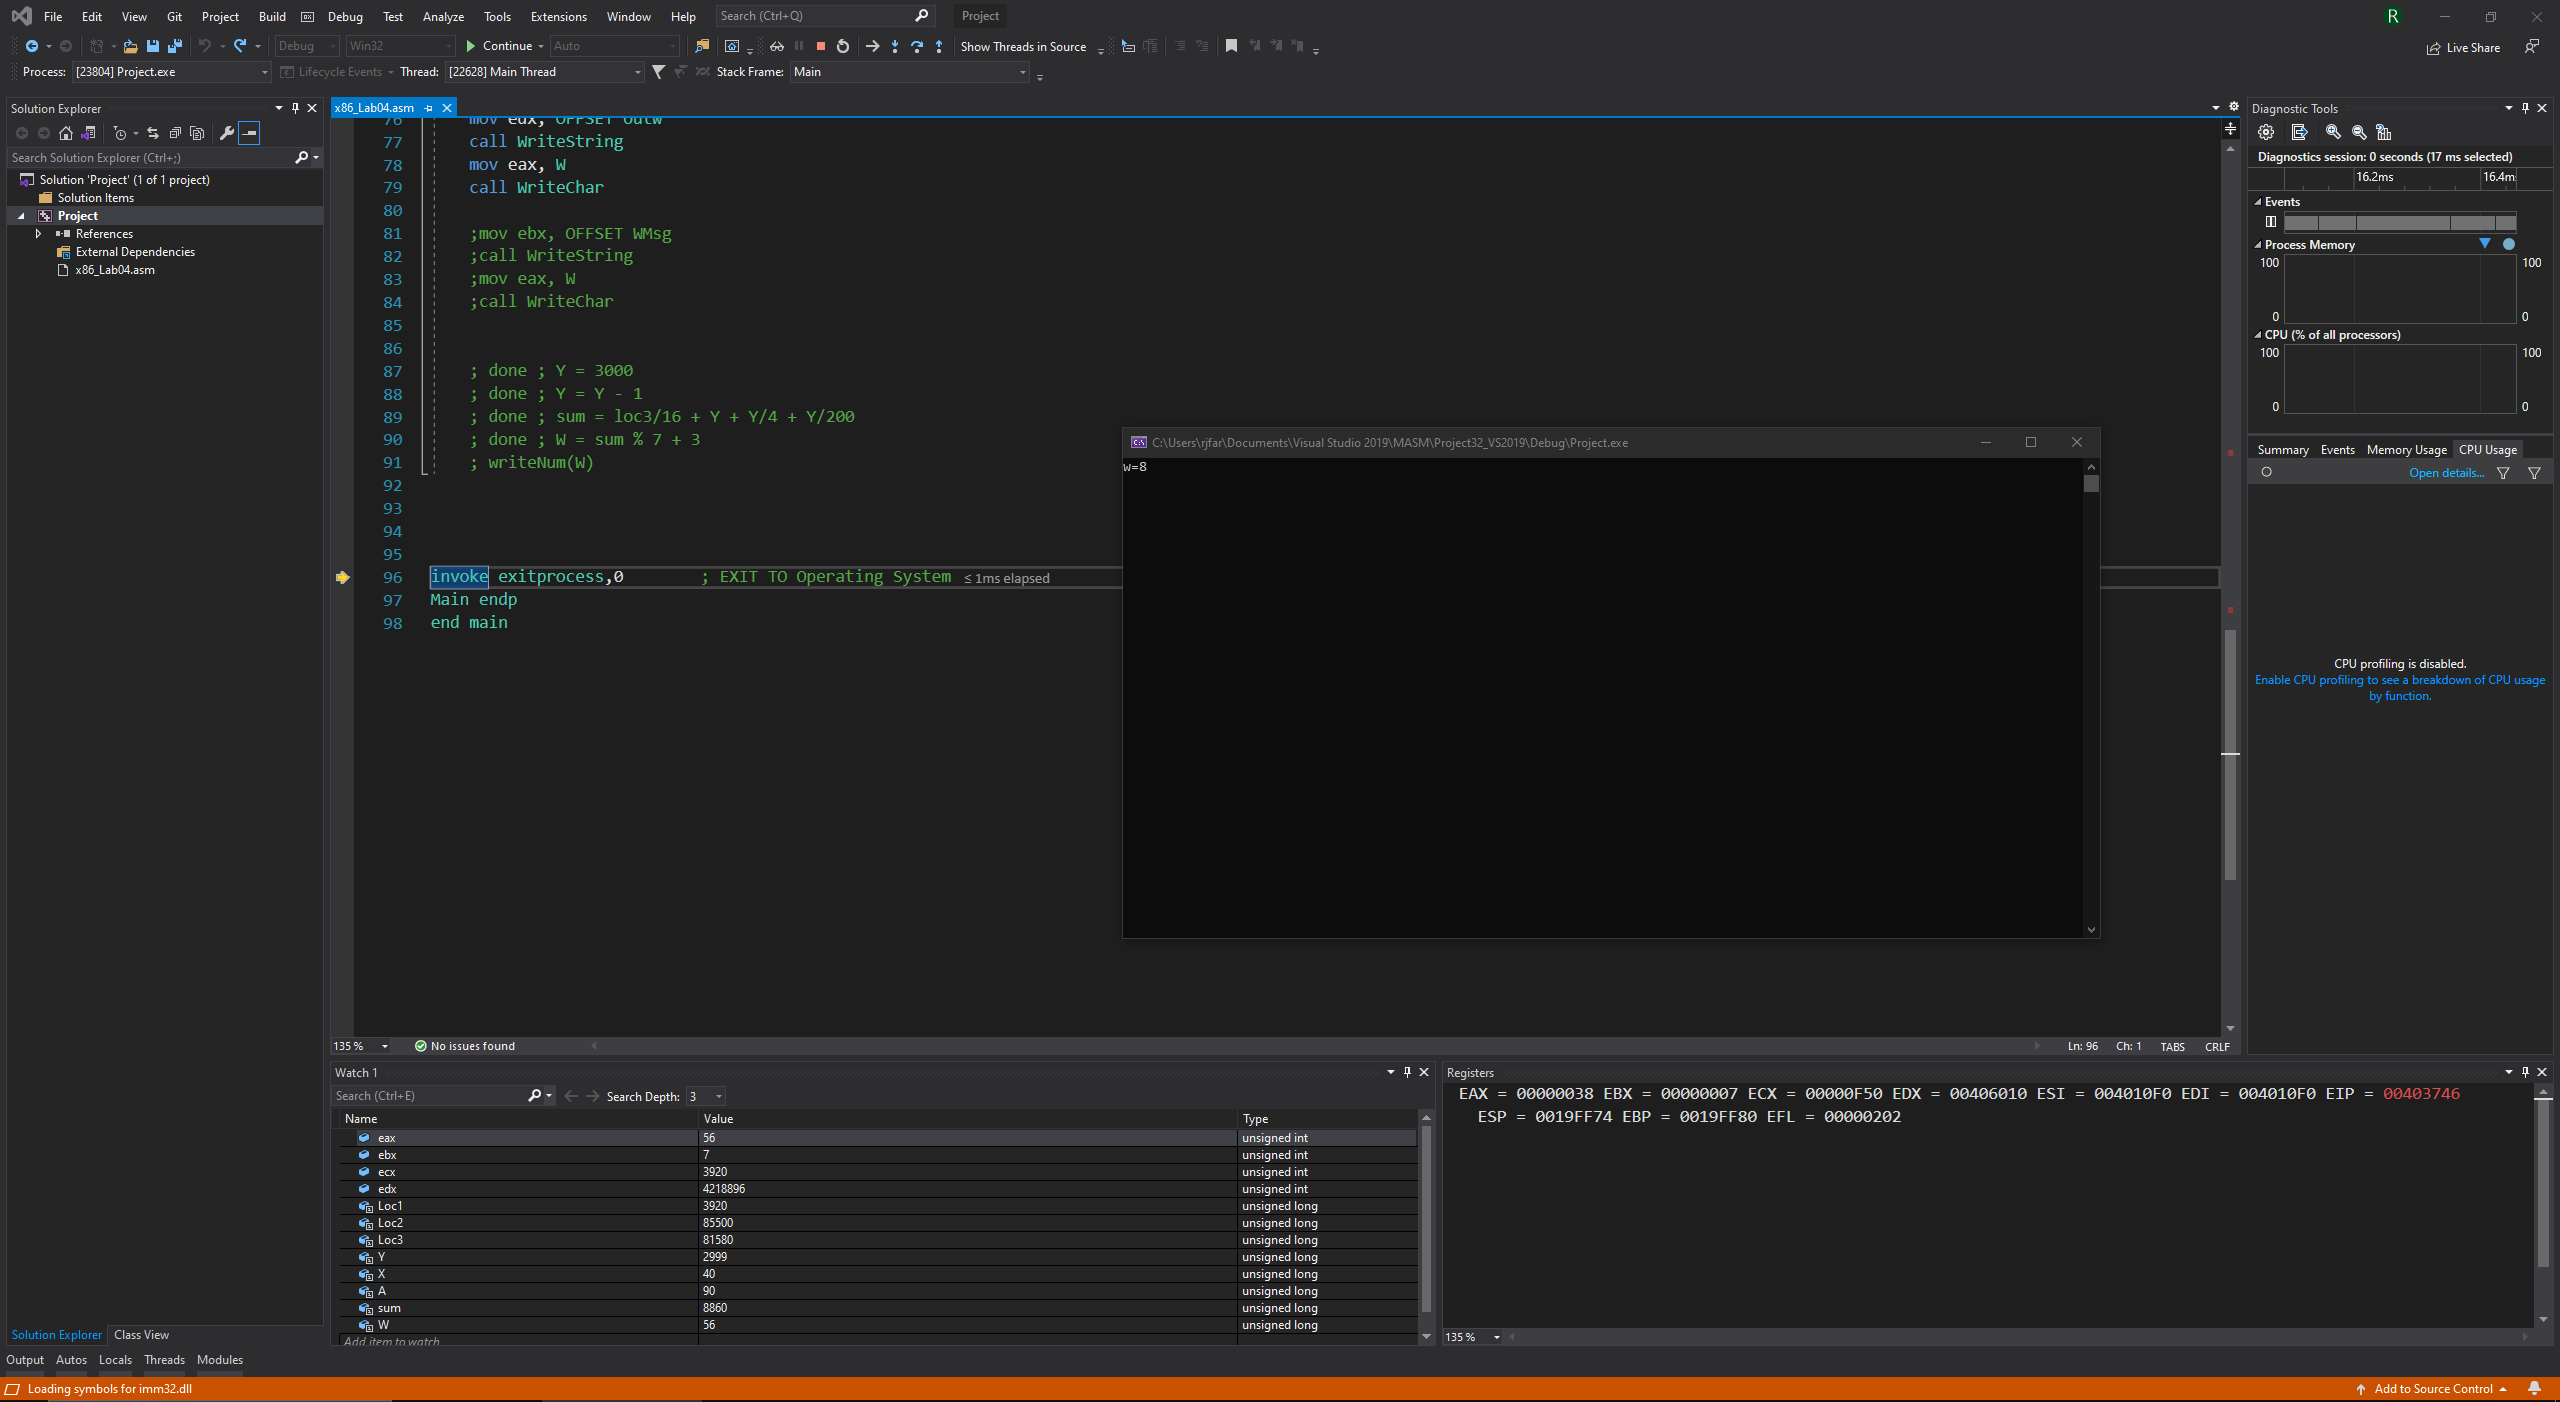 File Edit View Git Project Build Debug Test Analyze Tools Extensions Window Help Search (Ctrl+Q) Project R
Debug Win32 Continue Auto Show Threads in Source Live Share
Process: [23804] Project.exe Lifecycle Events Thread: [22628] Main Thread Stack Frame: Main
Solution Explorer
Search Solution Explorer (Ctrl+;)
Solution 'Project' (1 of 1 project)
Solution Items
Project
References
External Dependencies
x86_Lab04.asm
Solution Explorer Class View
x86_Lab04.asm
76 mov edx, OFFSET outW
77 call WriteString
78 mov eax, W
79 call WriteChar
80
81 ;mov ebx, OFFSET WMsg
82 ;call WriteString
83 ;mov eax, W
84 ;call WriteChar
85
86
87 ; done ; Y = 3000
88 ; done ; Y = Y - 1
89 ; done ; sum = loc3/16 + Y + Y/4 + Y/200
90 ; done ; W = sum % 7 + 3
91 ; writeNum(W)
92
93
94
95
96 invoke exitprocess,0 ; EXIT TO Operating System ≤ 1ms elapsed
97 Main endp
98 end main
135 % No issues found Ln: 96 Ch: 1 TABS CRLF
C:\Users\rjfar\Documents\Visual Studio 2019\MASM\Project32_VS2019\Debug\Project.exe
w=8
Diagnostic Tools
Diagnostics session: 0 seconds (17 ms selected)
16.2ms 16.4m
Events
Process Memory
100 100
0 0
CPU (% of all processors)
100 100
0 0
Summary Events Memory Usage CPU Usage
Open details...
CPU profiling is disabled.
Enable CPU profiling to see a breakdown of CPU usage
by function.
Watch 1
Search (Ctrl+E) Search Depth: 3
Name Value Type
eax 56 unsigned int
ebx 7 unsigned int
ecx 3920 unsigned int
edx 4218896 unsigned int
Loc1 3920 unsigned long
Loc2 85500 unsigned long
Loc3 81580 unsigned long
Y 2999 unsigned long
X 40 unsigned long
A 90 unsigned long
sum 8860 unsigned long
W 56 unsigned long
Add item to watch
Registers
EAX = 00000038 EBX = 00000007 ECX = 00000F50 EDX = 00406010 ESI = 004010F0 EDI = 004010F0 EIP = 00403746
ESP = 0019FF74 EBP = 0019FF80 EFL = 00000202
135 %
Output Autos Locals Threads Modules
Loading symbols for imm32.dll Add to Source Control